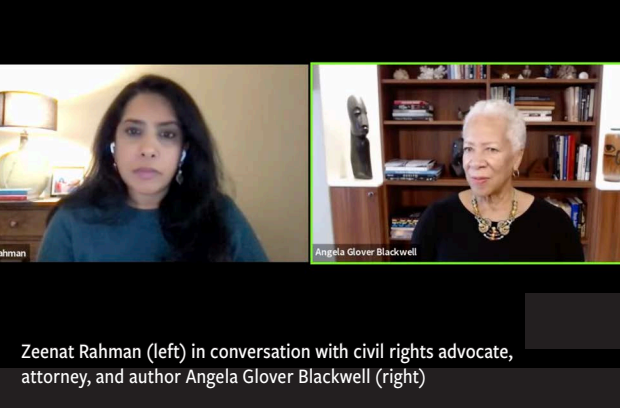 ahman
Angela Glover Blackwell
Zeenat Rahman (left) in conversation with civil rights advocate,
attorney, and author Angela Glover Blackwell (right)